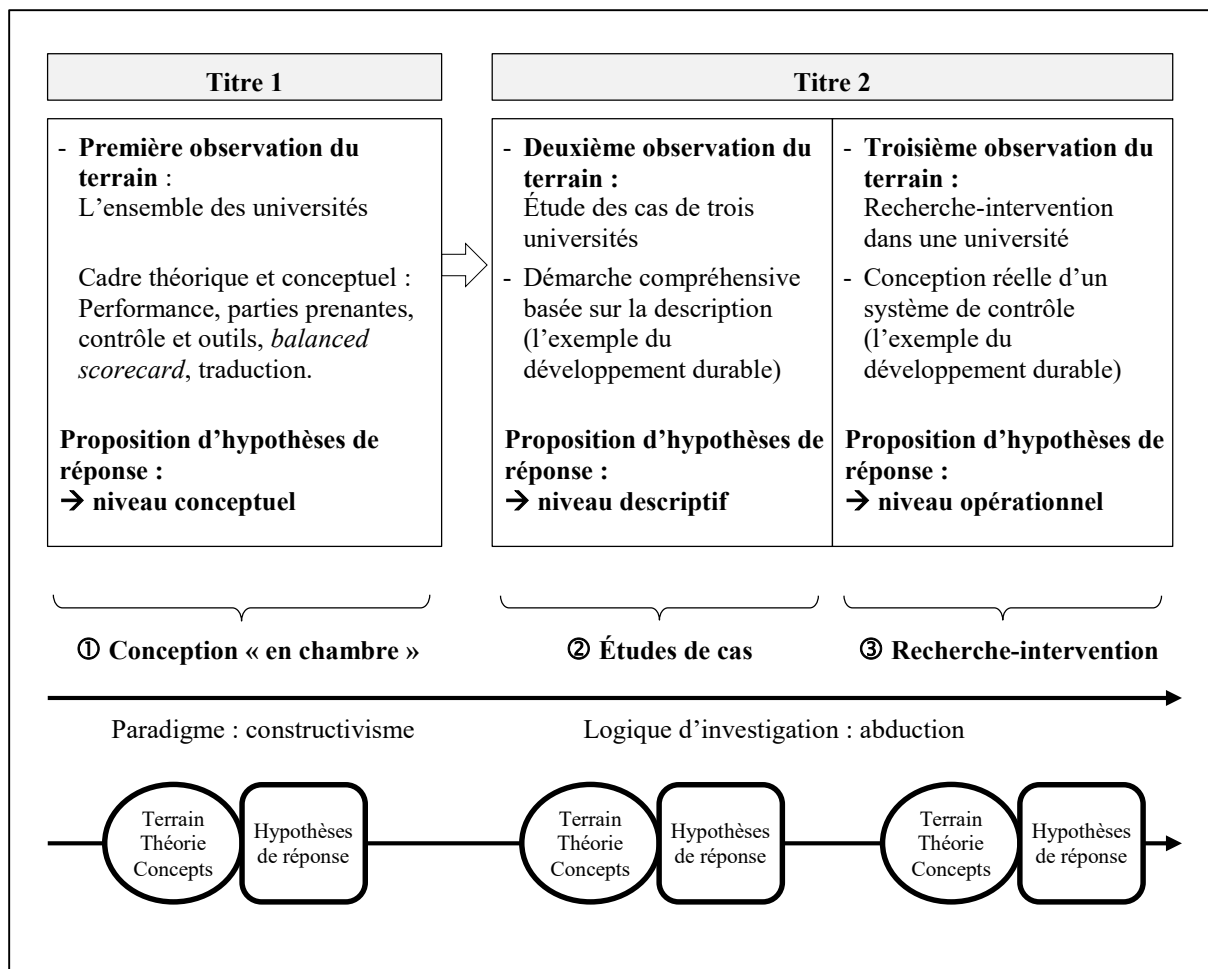 Titre 1
- Première observation du
terrain :
L’ensemble des universités
Cadre théorique et conceptuel :
Performance, parties prenantes,
contrôle et outils, balanced
scorecard, traduction.
Proposition d’hypothèses de
réponse :
→ niveau conceptuel
Titre 2
- Deuxième observation du
terrain :
Étude des cas de trois
universités
- Démarche compréhensive
basée sur la description
(l’exemple du
développement durable)
Proposition d’hypothèses de
réponse :
→ niveau descriptif
- Troisième observation du
terrain :
Recherche-intervention
dans une université
- Conception réelle d’un
système de contrôle
(l’exemple du
développement durable)
Proposition d’hypothèses de
réponse :
→ niveau opérationnel
① Conception « en chambre »
② Études de cas
③ Recherche-intervention
Paradigme : constructivisme
Logique d’investigation : abduction
Terrain
Théorie
Concepts
Hypothèses
de réponse
Terrain
Théorie
Concepts
Hypothèses
de réponse
Terrain
Théorie
Concepts
Hypothèses
de réponse